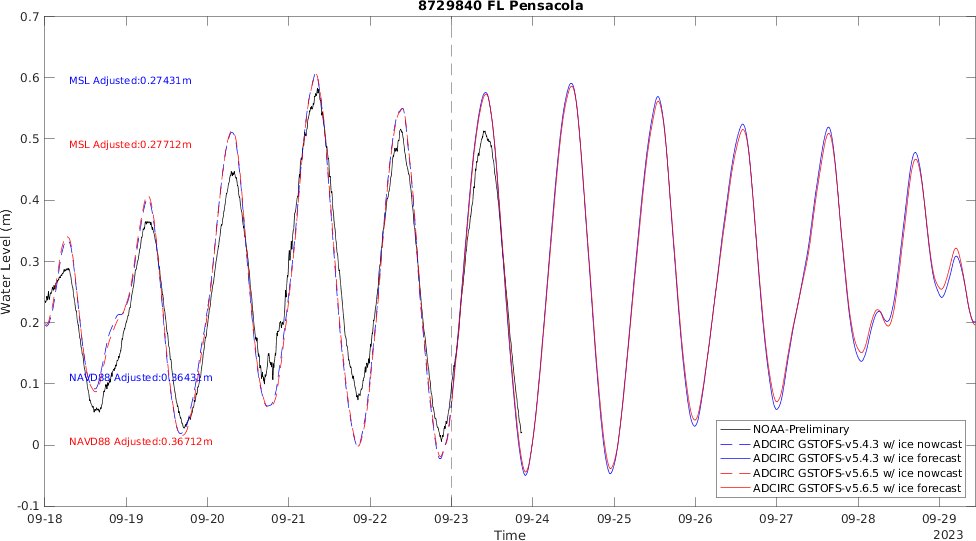 8729840 FL Pensacola
0.7
0.6
0.5
0.4
0.3
0.2
0.1
0
-0.1
Water Level (m)
MSL Adjusted:0.27431m
MSL Adjusted:0.27712m
NAVD88 Adjusted:0.36431m
NAVD88 Adjusted:0.36712m
NOAA-Preliminary
ADCIRC GSTOFS-v5.4.3 w/ ice nowcast
ADCIRC GSTOFS-v5.4.3 w/ ice forecast
ADCIRC GSTOFS-v5.6.5 w/ ice nowcast
ADCIRC GSTOFS-v5.6.5 w/ ice forecast
09-18 09-19 09-20 09-21 09-22 09-23 09-24 09-25 09-26 09-27 09-28 09-29
Time
2023